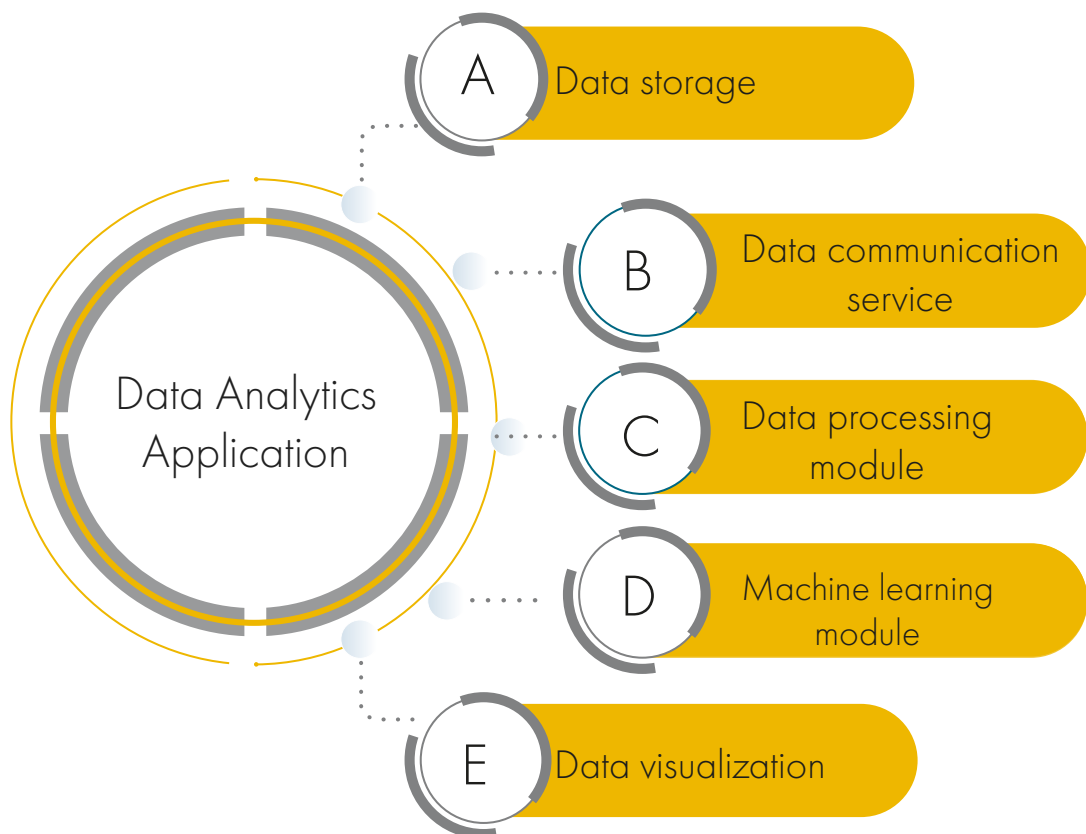 A
Data storage
B
Data communication
service
Data Analytics
Application
C
Data processing
module
D
Machine learning
module
E
Data visualization